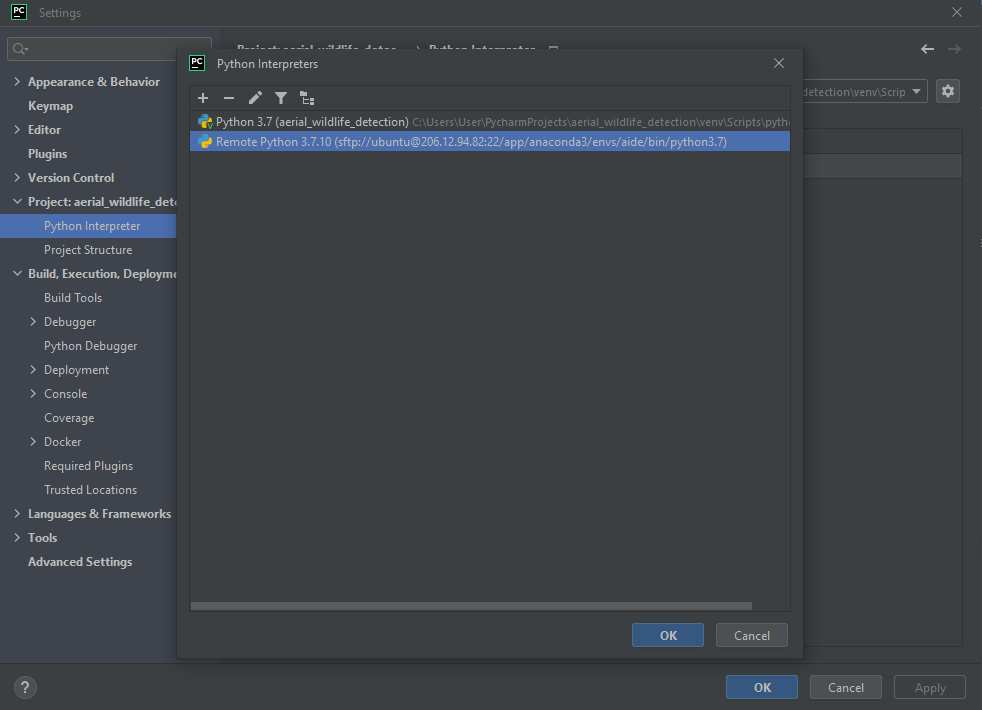 PC Settings
Project: aerial_wildlife_detec
Python Interpreter
PC Python Interpreters
Appearance & Behavior
Keymap
Editor
Plugins
Version Control
Project: aerial_wildlife_dete
Python Interpreter
Project Structure
Build, Execution, Deployme
Build Tools
Debugger
Python Debugger
Deployment
Console
Coverage
Docker
Required Plugins
Trusted Locations
Languages & Frameworks
Tools
Advanced Settings
Python 3.7 (aerial_wildlife_detection) C:\Users\User\PycharmProjects\aerial_wildlife_detection\venv\Scripts\pyth
Remote Python 3.7.10 (sftp://ubuntu@206.12.94.82:22/app/anaconda3/envs/aide/bin/python3.7)
detection\venv\Scrip
OK Cancel
? OK Cancel Apply